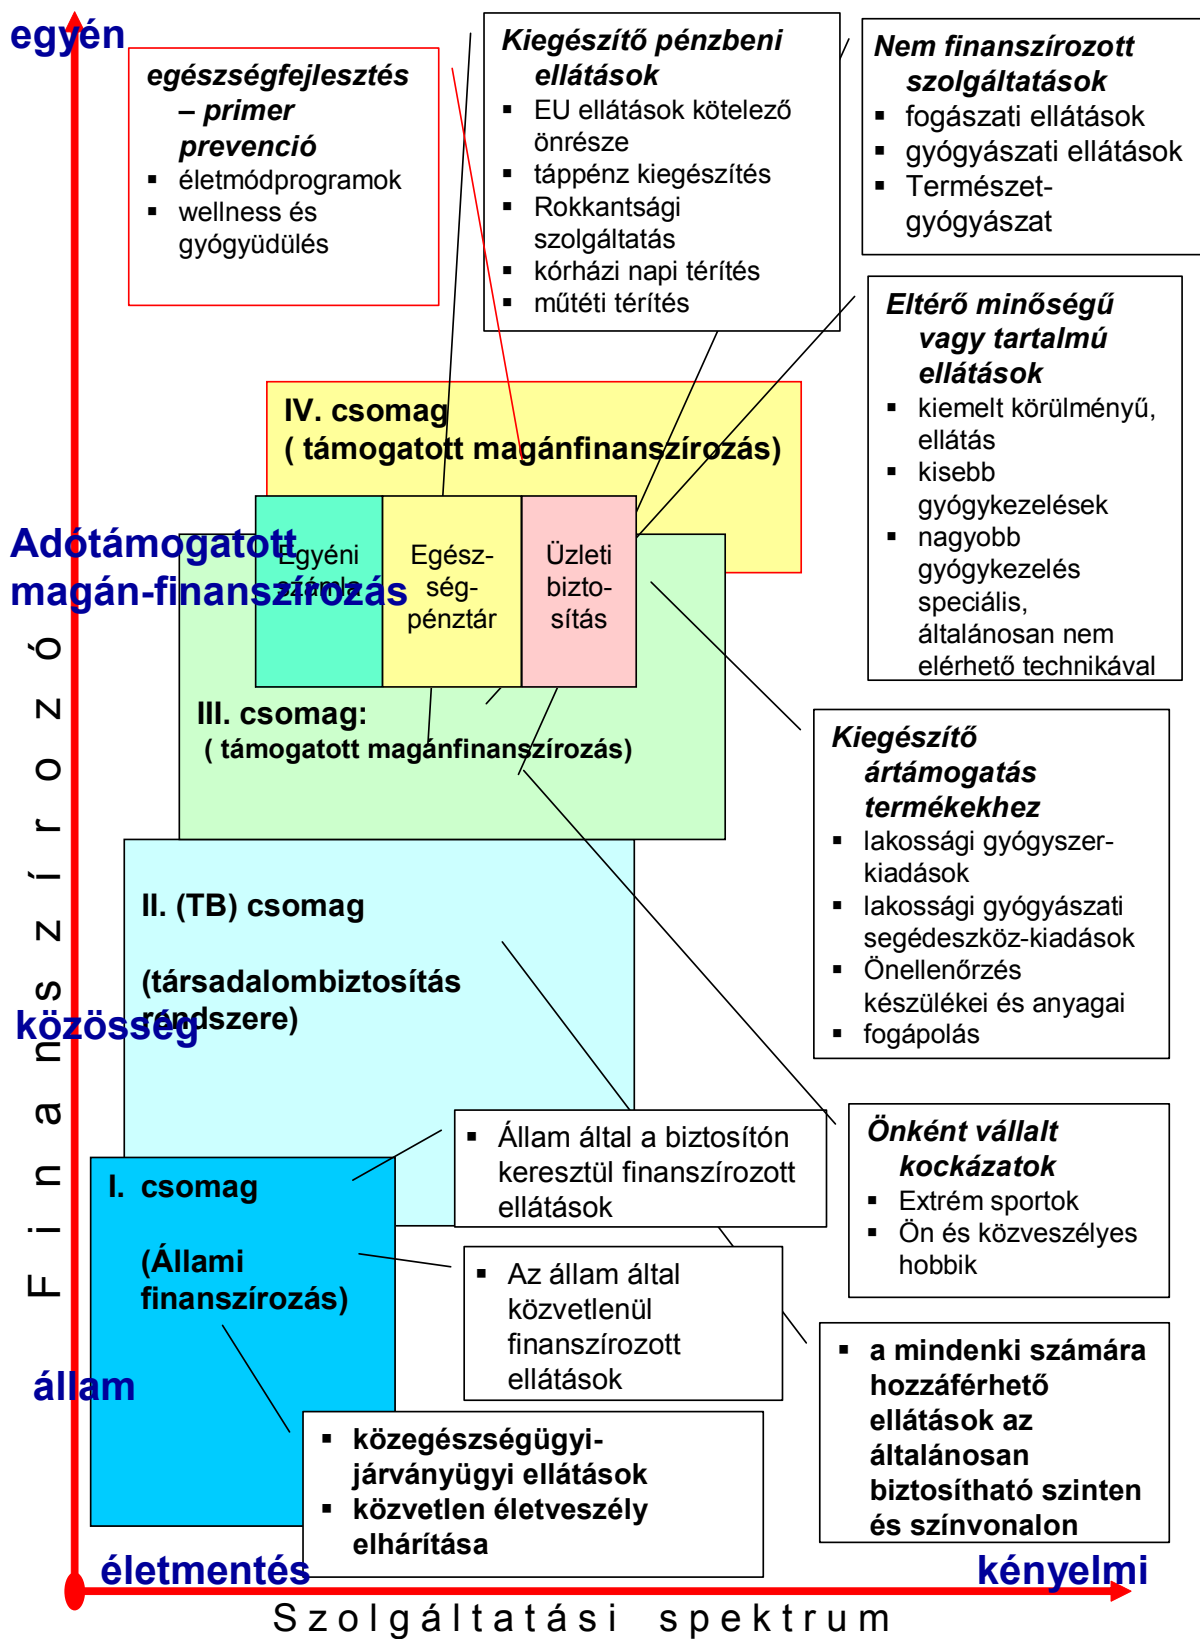 egyén
egészségfejlesztés
– primer
prevenció
▪ életmódprogramok
▪ wellness és
gyógyüdülés
Kiegészítő pénzbeni
ellátások
▪ EU ellátások kötelező
önrésze
▪ táppénz kiegészítés
▪ Rokkantsági
szolgáltatás
▪ kórházi napi térítés
▪ műtéti térítés
Nem finanszírozott
szolgáltatások
▪ fogászati ellátások
▪ gyógyászati ellátások
▪ Természet-
gyógyászat
Eltérő minőségű
vagy tartalmú
ellátások
▪ kiemelt körülményű,
ellátás
▪ kisebb
gyógykezelések
▪ nagyobb
gyógykezelés
speciális,
általánosan nem
elérhető technikával
IV. csomag
( támogatott magánfinanszírozás)
Adótámogatott
magán-finanszírozás
Egyéni
számla
Egész-
ség-
pénztár
Üzleti
bizto-
sítás
III. csomag:
( támogatott magánfinanszírozás)
Kiegészítő
ártámogatás
termékekhez
▪ lakossági gyógyszer-
kiadások
▪ lakossági gyógyászati
segédeszköz-kiadások
▪ Önellenőrzés
készülékei és anyagai
▪ fogápolás
II. (TB) csomag
(társadalombiztosítás
rendszere)
közösség
Finanszírozó
▪ Állam által a biztosítón
keresztül finanszírozott
ellátások
Önként vállalt
kockázatok
▪ Extrém sportok
▪ Ön és közveszélyes
hobbik
I. csomag
(Állami
finanszírozás)
▪ Az állam által
közvetlenül
finanszírozott
ellátások
állam
▪ a mindenki számára
hozzáférhető
ellátások az
általánosan
biztosítható szinten
és színvonalon
▪ közegészségügyi-
járványügyi ellátások
▪ közvetlen életveszély
elhárítása
életmentés
kényelmi
Szolgáltatási spektrum